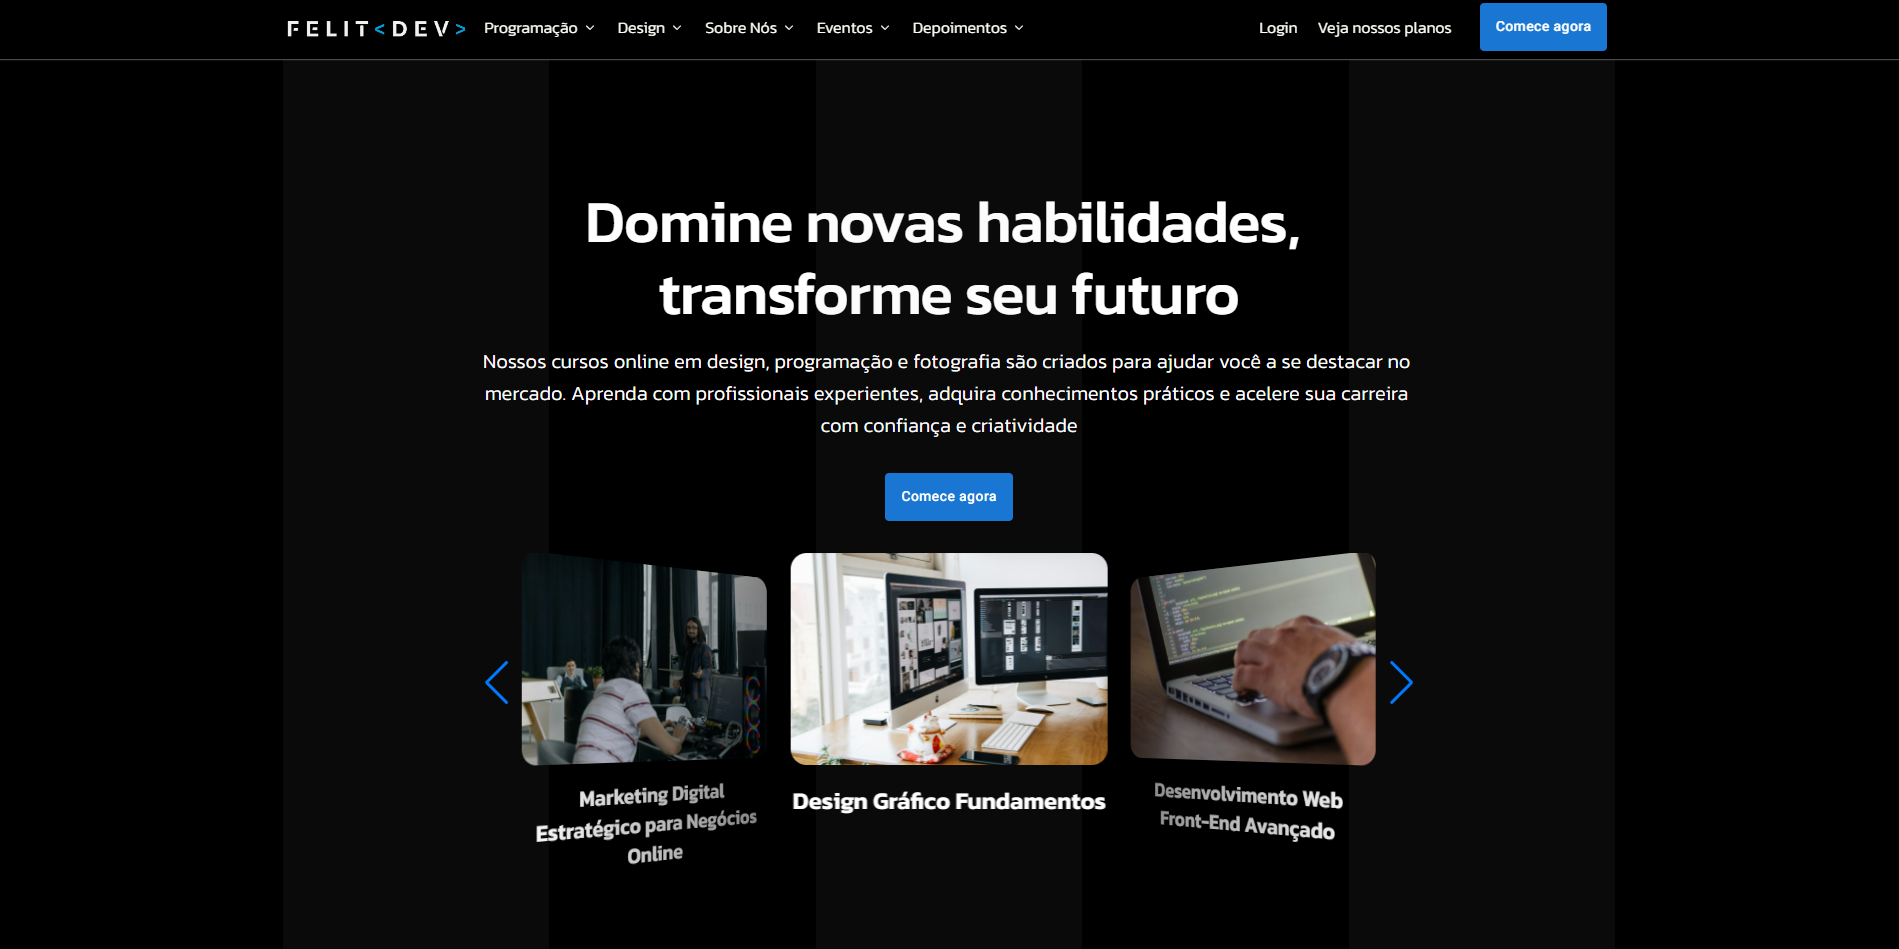 FELIT<DEV> Programação Design Sobre Nós Eventos Depoimentos Login Veja nossos planos Comece agora
Domine novas habilidades,
transforme seu futuro
Nossos cursos online em design, programação e fotografia são criados para ajudar você a se destacar no
mercado. Aprenda com profissionais experientes, adquira conhecimentos práticos e acelere sua carreira
com confiança e criatividade
Comece agora
Marketing Digital
Estratégico para Negócios
Online
Design Gráfico Fundamentos
Desenvolvimento Web
Front-End Avançado